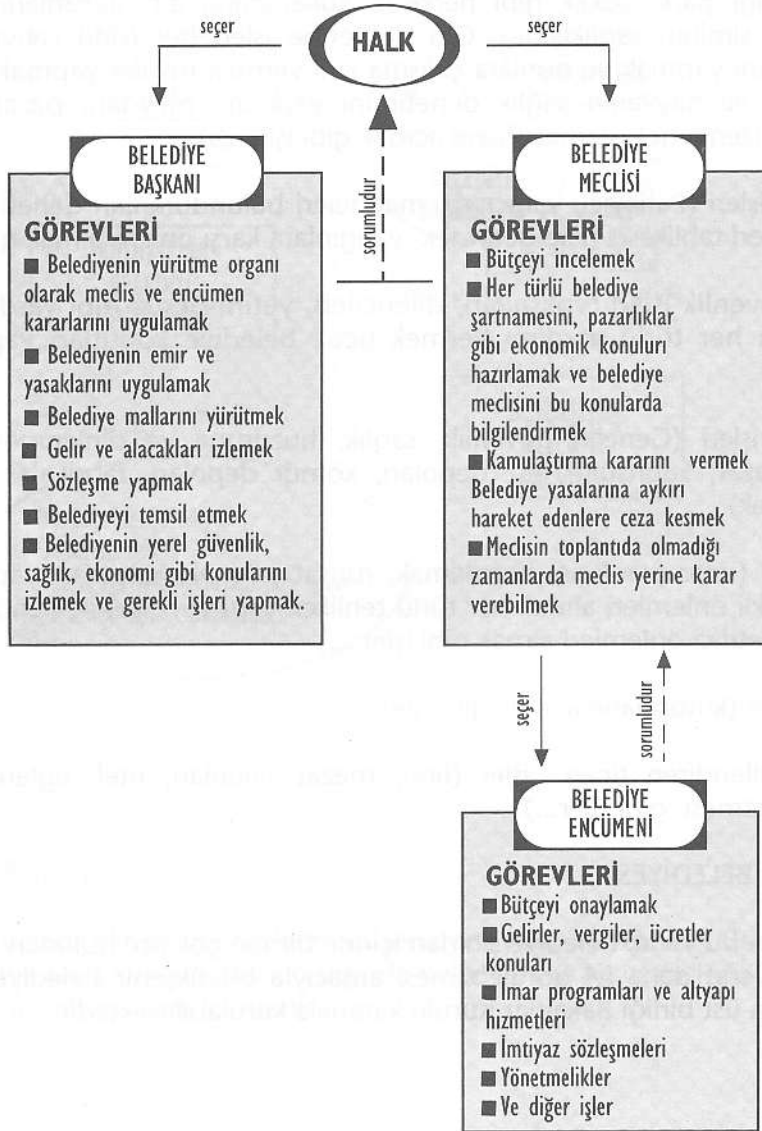 seçer
HALK
seçer
sorumludur
BELEDİYE
BAŞKANI
GÖREVLERİ
■ Belediyenin yürütme organı
olarak meclis ve encümen
kararlarını uygulamak
■ Belediyenin emir ve
yasaklarını uygulamak
■ Belediye mallarını yürütmek
■ Gelir ve alacakları izlemek
■ Sözleşme yapmak
■ Belediyeyi temsil etmek
■ Belediyenin yerel güvenlik,
sağlık, ekonomi gibi konularını
izlemek ve gerekli işleri yapmak.
BELEDİYE
MECLİSİ
GÖREVLERİ
■ Bütçeyi incelemek
■ Her türlü belediye
şartnamesini, pazarlıklar
gibi ekonomik konuluri
hazırlamak ve belediye
meclisini bu konularda
bilgilendirmek
■ Kamulaştırma kararını vermek
Belediye yasalarına aykırı
hareket edenlere ceza kesmek
■ Meclisin toplantıda olmadığı
zamanlarda meclis yerine karar
verebilmek
seçer
sorumludur
BELEDİYE
ENCÜMENİ
GÖREVLERİ
■ Bütçeyi onaylamak
■ Gelirler, vergiler, ücretler
konuları
■ İmar programları ve altyapı
hizmetleri
■ İmtiyaz sözleşmeleri
■ Yönetmelikler
■ Ve diğer işler